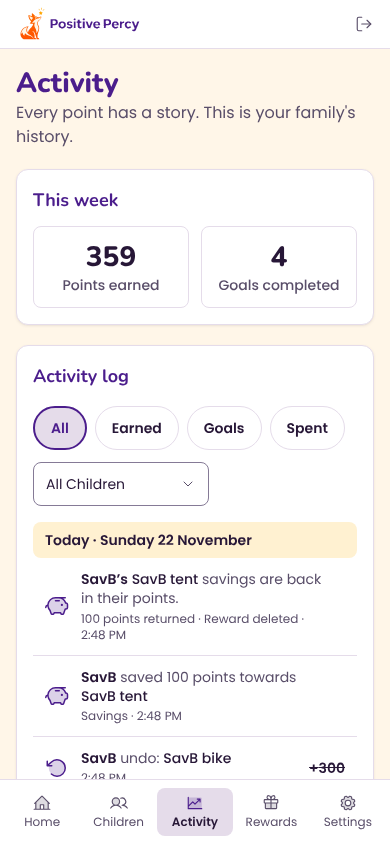 Positive Percy
Activity
Every point has a story. This is your family's
history.
This week
359
Points earned
4
Goals completed
Activity log
All
Earned
Goals
Spent
All Children
Today · Sunday 22 November
SavB’s SavB tent savings are back
in their points.
100 points returned · Reward deleted ·
2:48 PM
SavB saved 100 points towards
SavB tent
Savings · 2:48 PM
SavB undo: SavB bike
+300
2:48 PM
Home
Children
Activity
Rewards
Settings